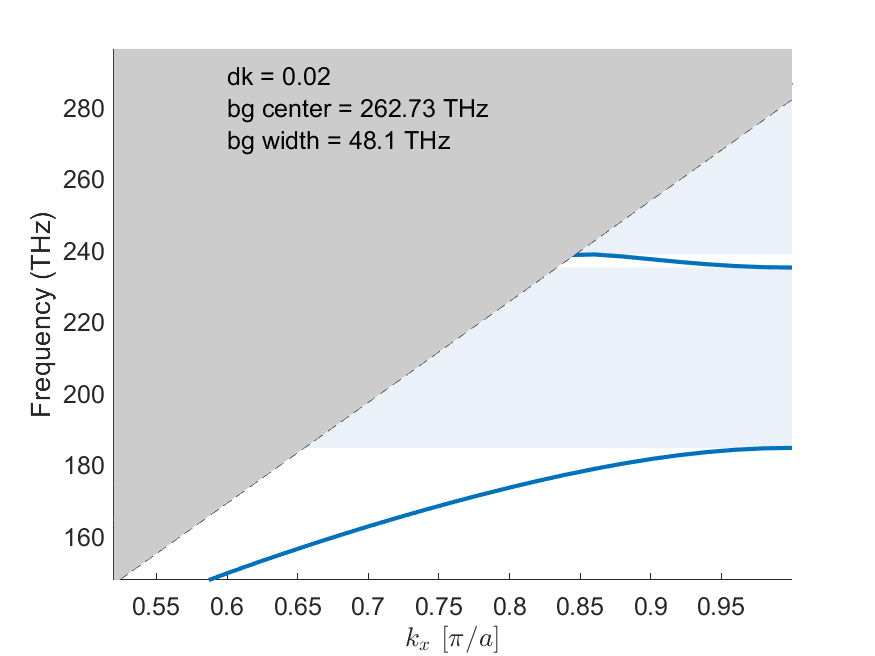 dk = 0.02
bg center = 262.73 THz
bg width = 48.1 THz
Frequency (THz)
280
260
240
220
200
180
160
0.55 0.6 0.65 0.7 0.75 0.8 0.85 0.9 0.95
k_x [π/a]